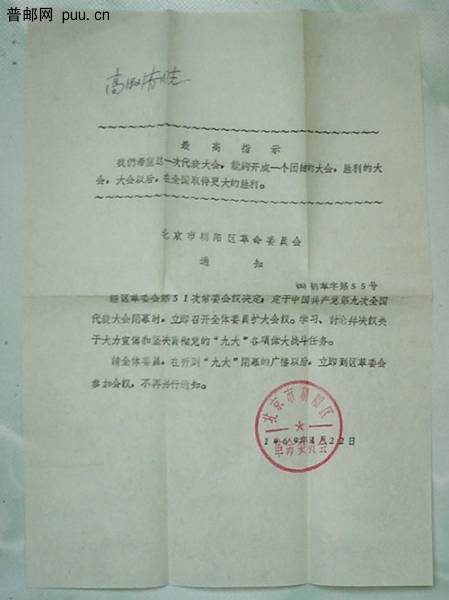 普邮网 puu.cn
最高指示
我们希望这一次代表大会，能够开成一个团结的大会，胜利的大
会，大会以后，在全国取得更大的胜利。
北京市朝阳区革命委员会
通知
朝革字第55号
经区革委会第51次常委会议决定，定于中国共产党第九次全国
代表大会闭幕时，立即召开全体委员扩大会议。学习、讨论并决议关
于大力宣传和坚决贯彻党的“九大”各项伟大战斗任务。
请全体委员，在听到“九大”闭幕的广播以后，立即到区革委会
参加会议，不再另行通知。
北京市朝阳区
革命委员会
1969年4月22日